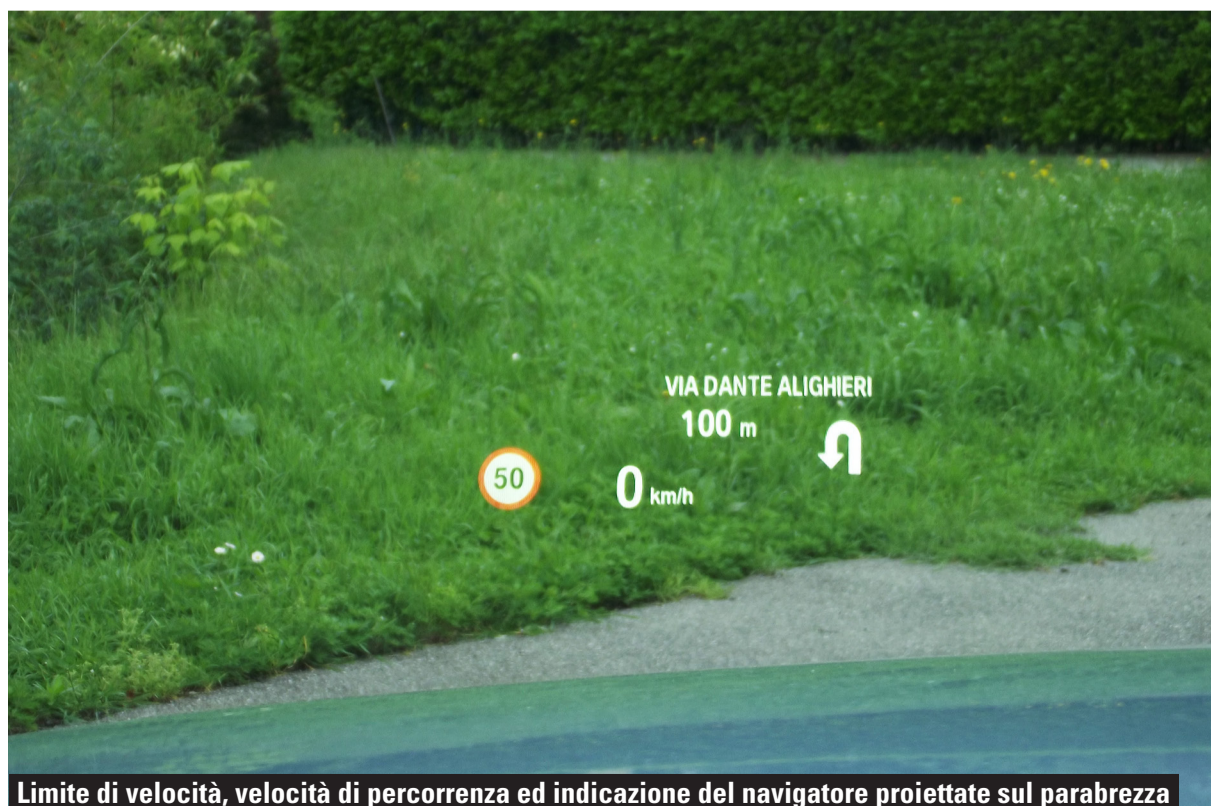 VIA DANTE ALIGHIERI
100 m
50
0 km/h
Limite di velocità, velocità di percorrenza ed indicazione del navigatore proiettate sul parabrezza